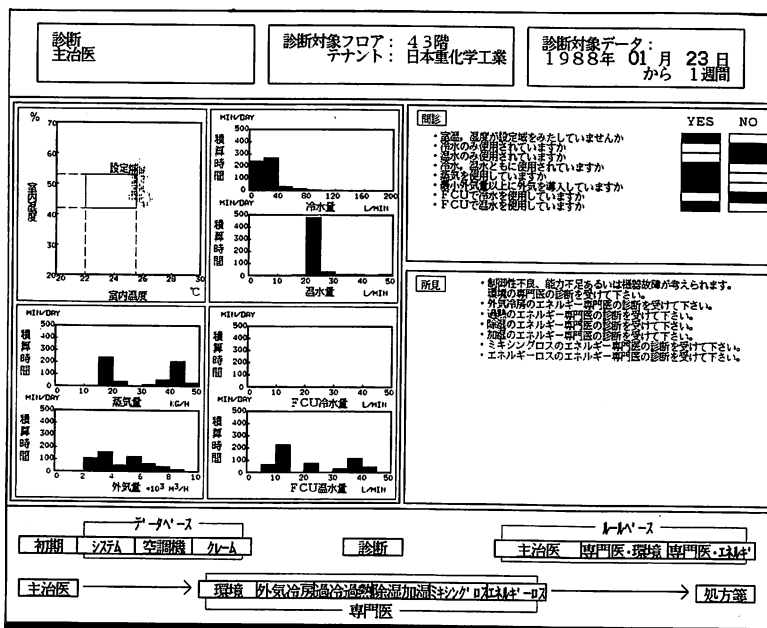 診断
主治医
診断対象フロア： 43階
テナント： 日本重化学工業
診断対象データ：
1988年 01 月 23 日
から 1週間
%
70
60
50
40
30
20
設定域
室内湿度
20 22 24 26 28 30
室内温度 ℃
MIN/DAY
積算時間
500
400
300
200
100
0
0 40 80 120 160 200
冷水量 L/MIN
MIN/DAY
積算時間
500
400
300
200
100
0
0 10 20 30 40 50
温水量 L/MIN
MIN/DAY
積算時間
500
400
300
200
100
0
0 10 20 30 40 50
蒸気量 KG/H
MIN/DAY
積算時間
500
400
300
200
100
0
0 10 20 30 40 50
FCU冷水量 L/MIN
MIN/DAY
積算時間
500
400
300
200
100
0
0 2 4 6 8 10
外気量 *10³ M³/H
MIN/DAY
積算時間
500
400
300
200
100
0
0 10 20 30 40 50
FCU温水量 L/MIN
問診 YES NO
・室温，湿度が設定域をみたしていませんか
・冷水のみ使用されていますか
・温水のみ使用されていますか
・冷水，温水ともに使用されていますか
・蒸気を使用していますか
・最小外気量以上に外気を導入していますか
・FCUで冷水を使用していますか
・FCUで温水を使用していますか
所見
・制御性不良、能力不足あるいは機器故障が考えられます。
環境の専門医の診断を受けて下さい。
・外気冷房のエネルギー専門医の診断を受けて下さい。
・過熱のエネルギー専門医の診断を受けて下さい。
・除湿のエネルギー専門医の診断を受けて下さい。
・加湿のエネルギー専門医の診断を受けて下さい。
・ミキシングロスのエネルギー専門医の診断を受けて下さい。
・エネルギーロスのエネルギー専門医の診断を受けて下さい。
データベース
初期 システム 空調機 クレーム
診断
ルールベース
主治医 専門医・環境 専門医・エネルギ
主治医
環境 外気冷房 過冷過熱 除湿加湿 ミキシングロス エネルギーロス
専門医
処方箋